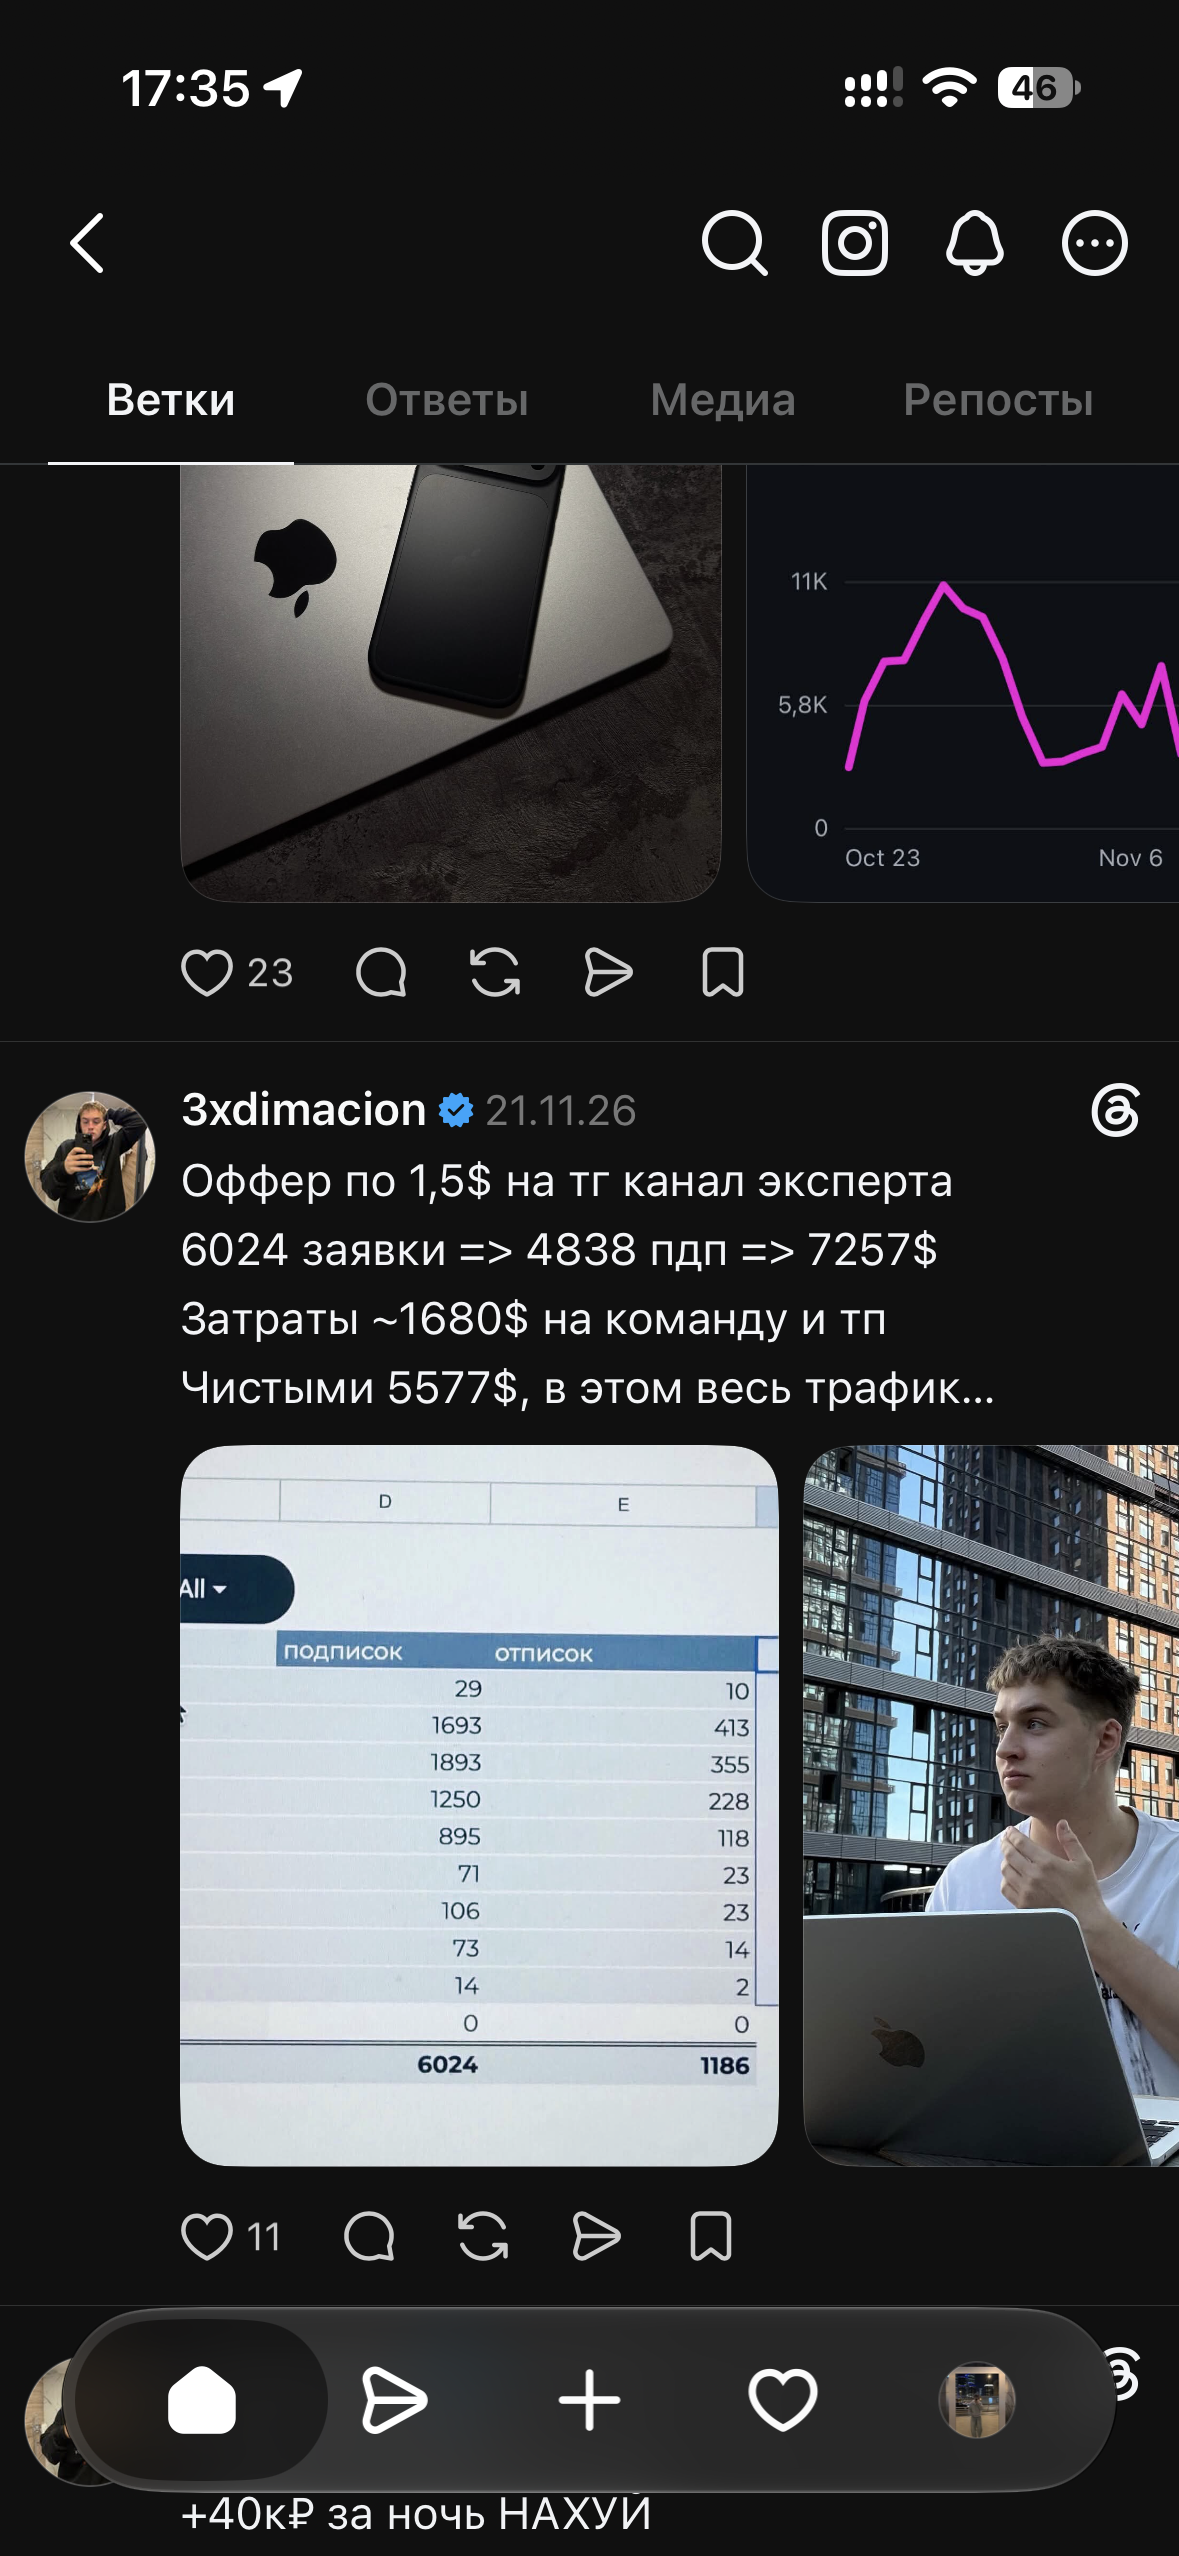 17:35
46
Ветки Ответы Медиа Репосты
11K
5,8K
0
Oct 23 Nov 6
23
3xdimacion 21.11.26
Оффер по 1,5$ на тг канал эксперта
6024 заявки => 4838 пдп => 7257$
Затраты ~1680$ на команду и тп
Чистыми 5577$, в этом весь трафик...
D E
All
подписок отписок
29 10
1693 413
1893 355
1250 228
895 118
71 23
106 23
73 14
14 2
0 0
6024 1186
11
+40к₽ за ночь НАХУЙ